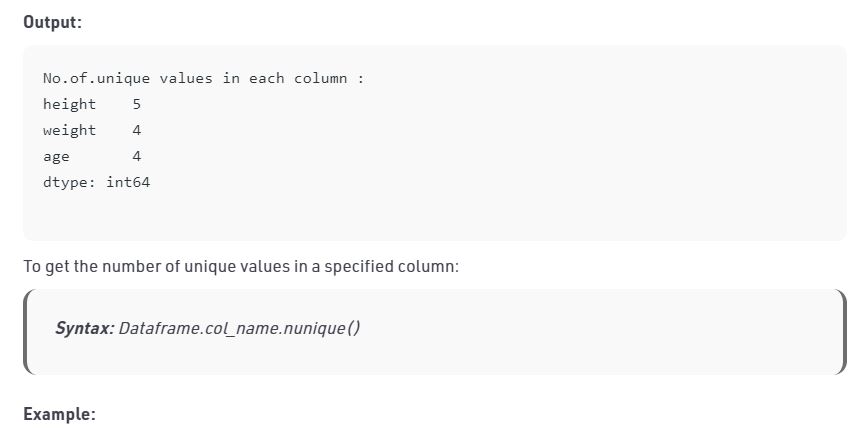 Output:
No.of.unique values in each column :
height    5
weight    4
age       4
dtype: int64
To get the number of unique values in a specified column:
Syntax: Dataframe.col_name.nunique()
Example: